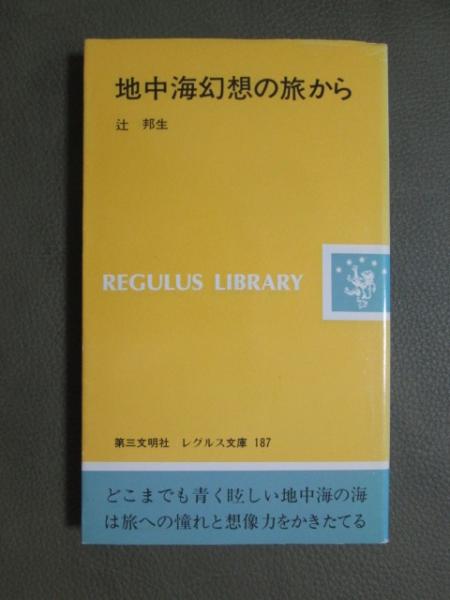 地中海幻想の旅から
辻 邦生
REGULUS LIBRARY
第三文明社 レグルス文庫 187
どこまでも青く眩しい地中海の海
は旅への憧れと想像力をかきたてる